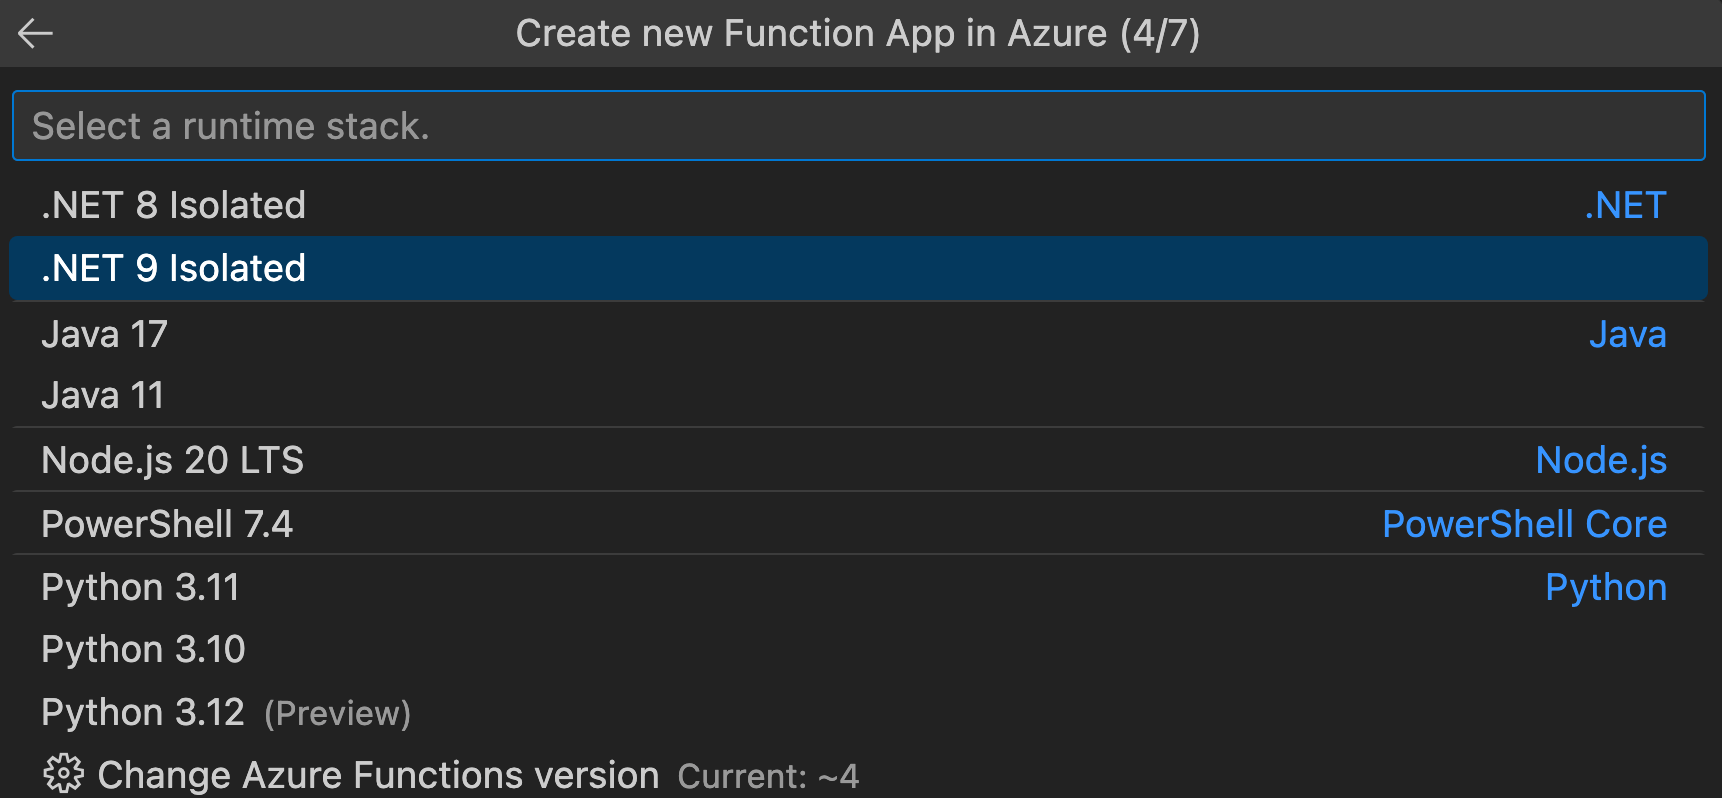 Create new Function App in Azure (4/7)
Select a runtime stack.
.NET 8 Isolated .NET
.NET 9 Isolated
Java 17 Java
Java 11
Node.js 20 LTS Node.js
PowerShell 7.4 PowerShell Core
Python 3.11 Python
Python 3.10
Python 3.12 (Preview)
Change Azure Functions version Current: ~4